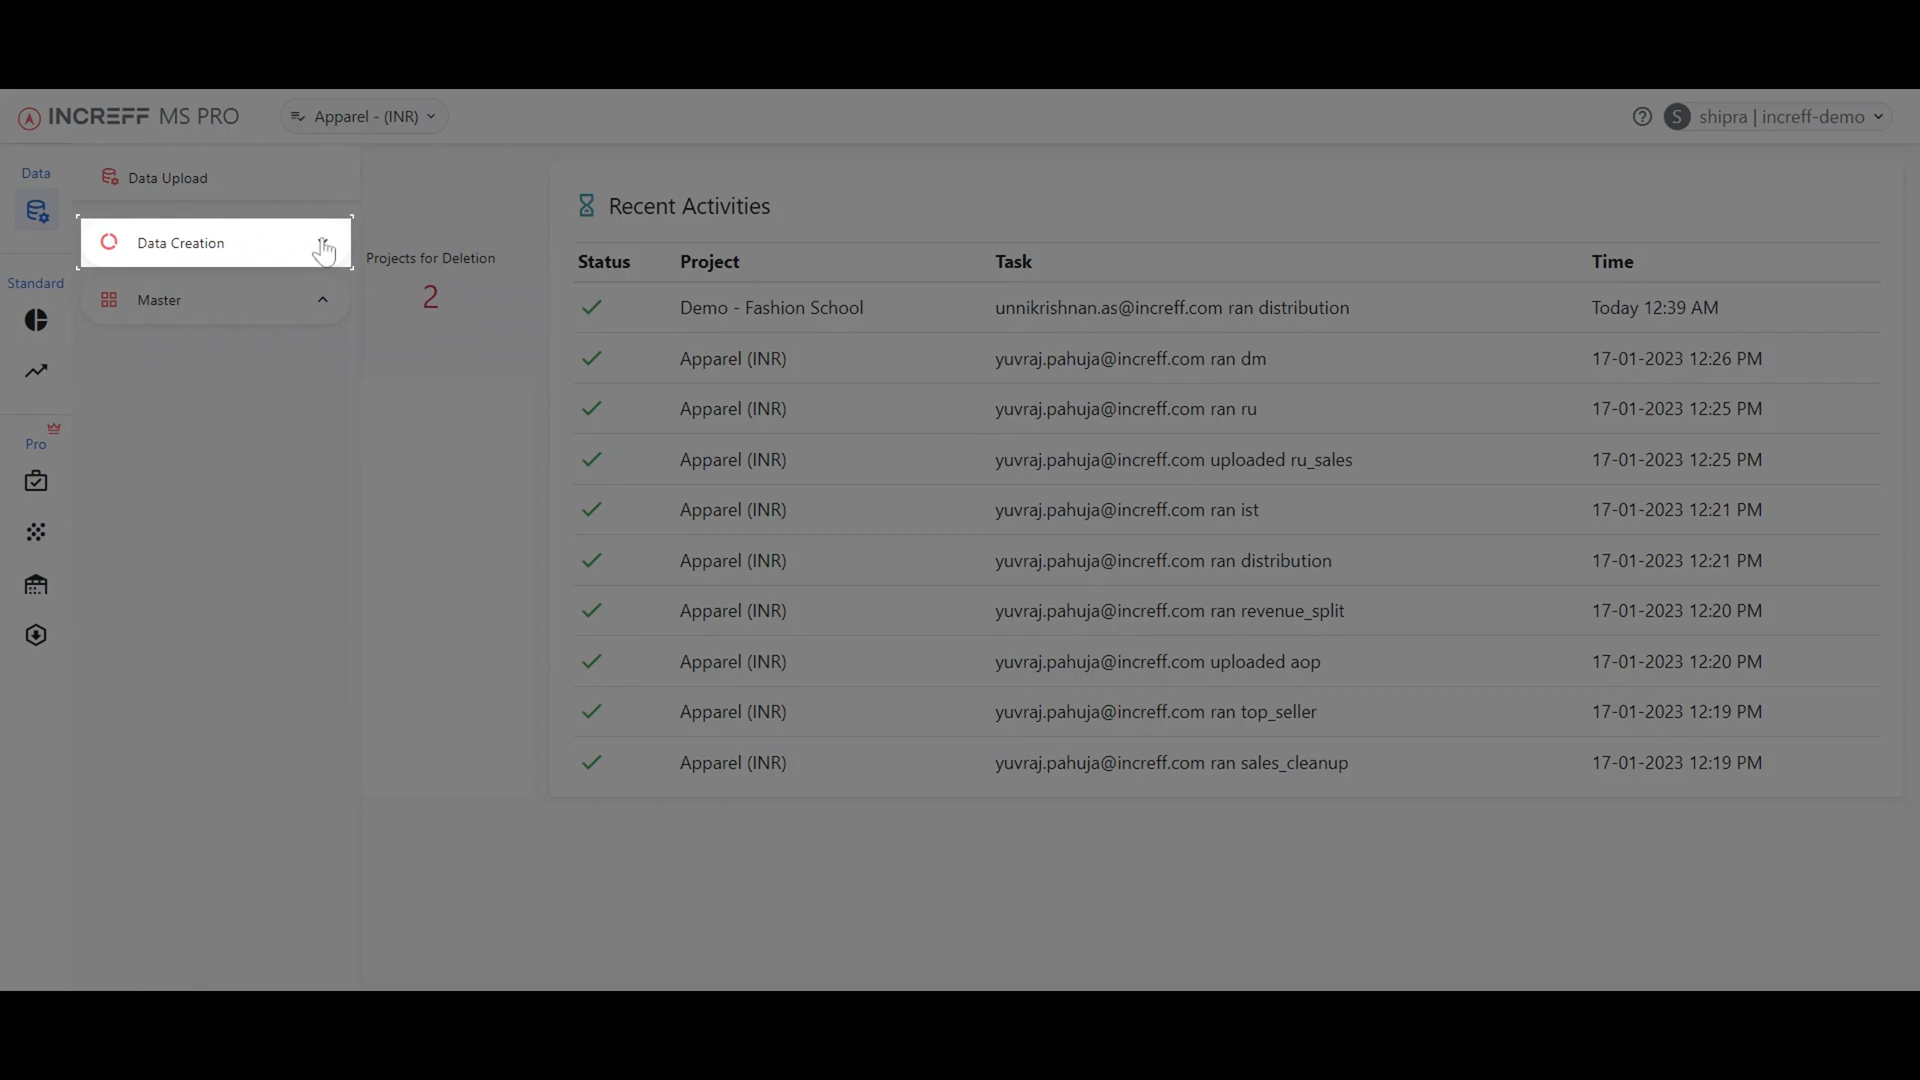 INCREFF MS PRO
Apparel - (INR)
S shipra | increff-demo
Data
Data Upload
Data Creation
Standard
Master
Pro
Projects for Deletion
2
Recent Activities
Status Project Task Time
Demo - Fashion School unnikrishnan.as@increff.com ran distribution Today 12:39 AM
Apparel (INR) yuvraj.pahuja@increff.com ran dm 17-01-2023 12:26 PM
Apparel (INR) yuvraj.pahuja@increff.com ran ru 17-01-2023 12:25 PM
Apparel (INR) yuvraj.pahuja@increff.com uploaded ru_sales 17-01-2023 12:25 PM
Apparel (INR) yuvraj.pahuja@increff.com ran ist 17-01-2023 12:21 PM
Apparel (INR) yuvraj.pahuja@increff.com ran distribution 17-01-2023 12:21 PM
Apparel (INR) yuvraj.pahuja@increff.com ran revenue_split 17-01-2023 12:20 PM
Apparel (INR) yuvraj.pahuja@increff.com uploaded aop 17-01-2023 12:20 PM
Apparel (INR) yuvraj.pahuja@increff.com ran top_seller 17-01-2023 12:19 PM
Apparel (INR) yuvraj.pahuja@increff.com ran sales_cleanup 17-01-2023 12:19 PM